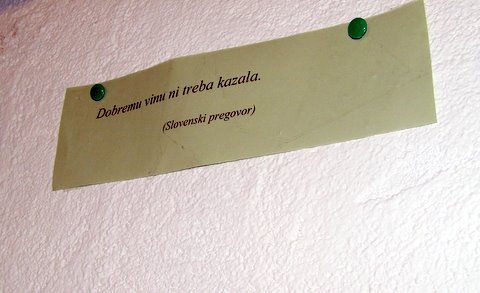 Dobremu vinu ni treba kazala.
(Slovenski pregovor)